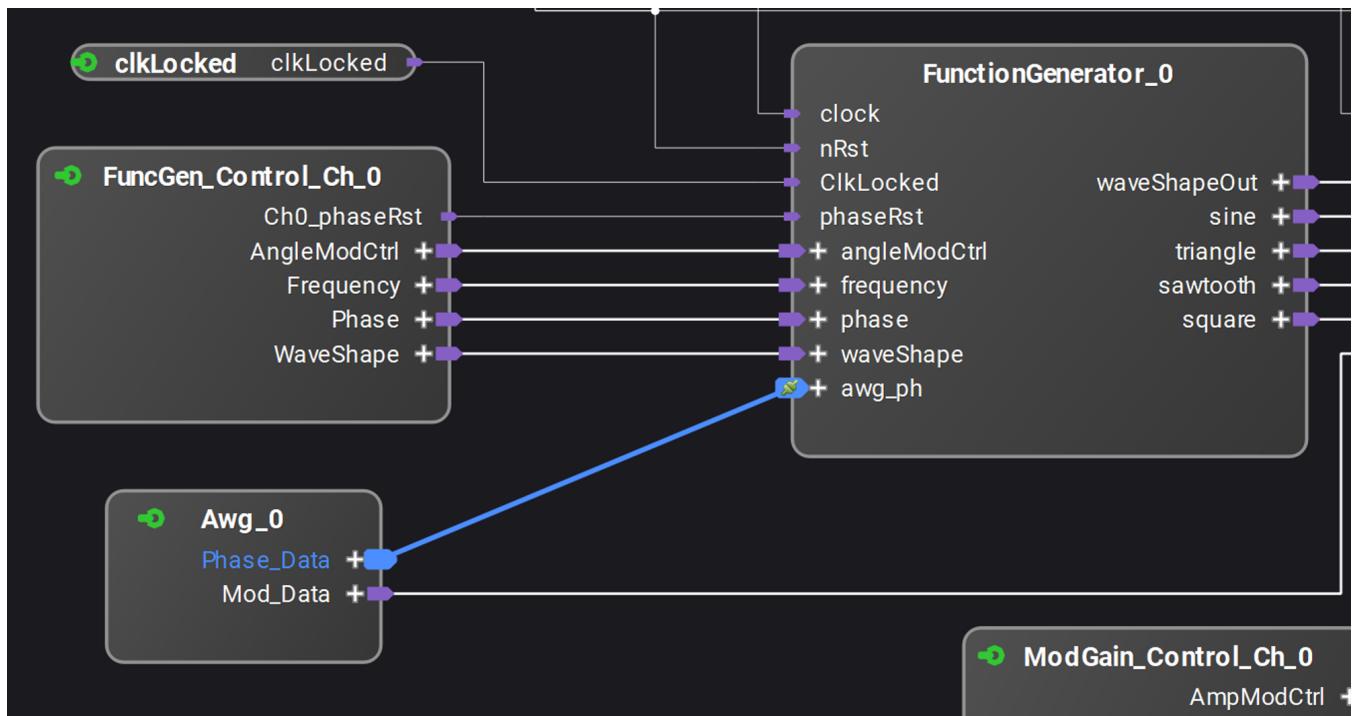 clkLocked clkLocked
FuncGen_Control_Ch_0
Ch0_phaseRst
AngleModCtrl
Frequency
Phase
WaveShape
Awg_0
Phase_Data
Mod_Data
FunctionGenerator_0
clock
nRst
ClkLocked
phaseRst
angleModCtrl
frequency
phase
waveShape
awg_ph
waveShapeOut
sine
triangle
sawtooth
square
ModGain_Control_Ch_0
AmpModCtrl